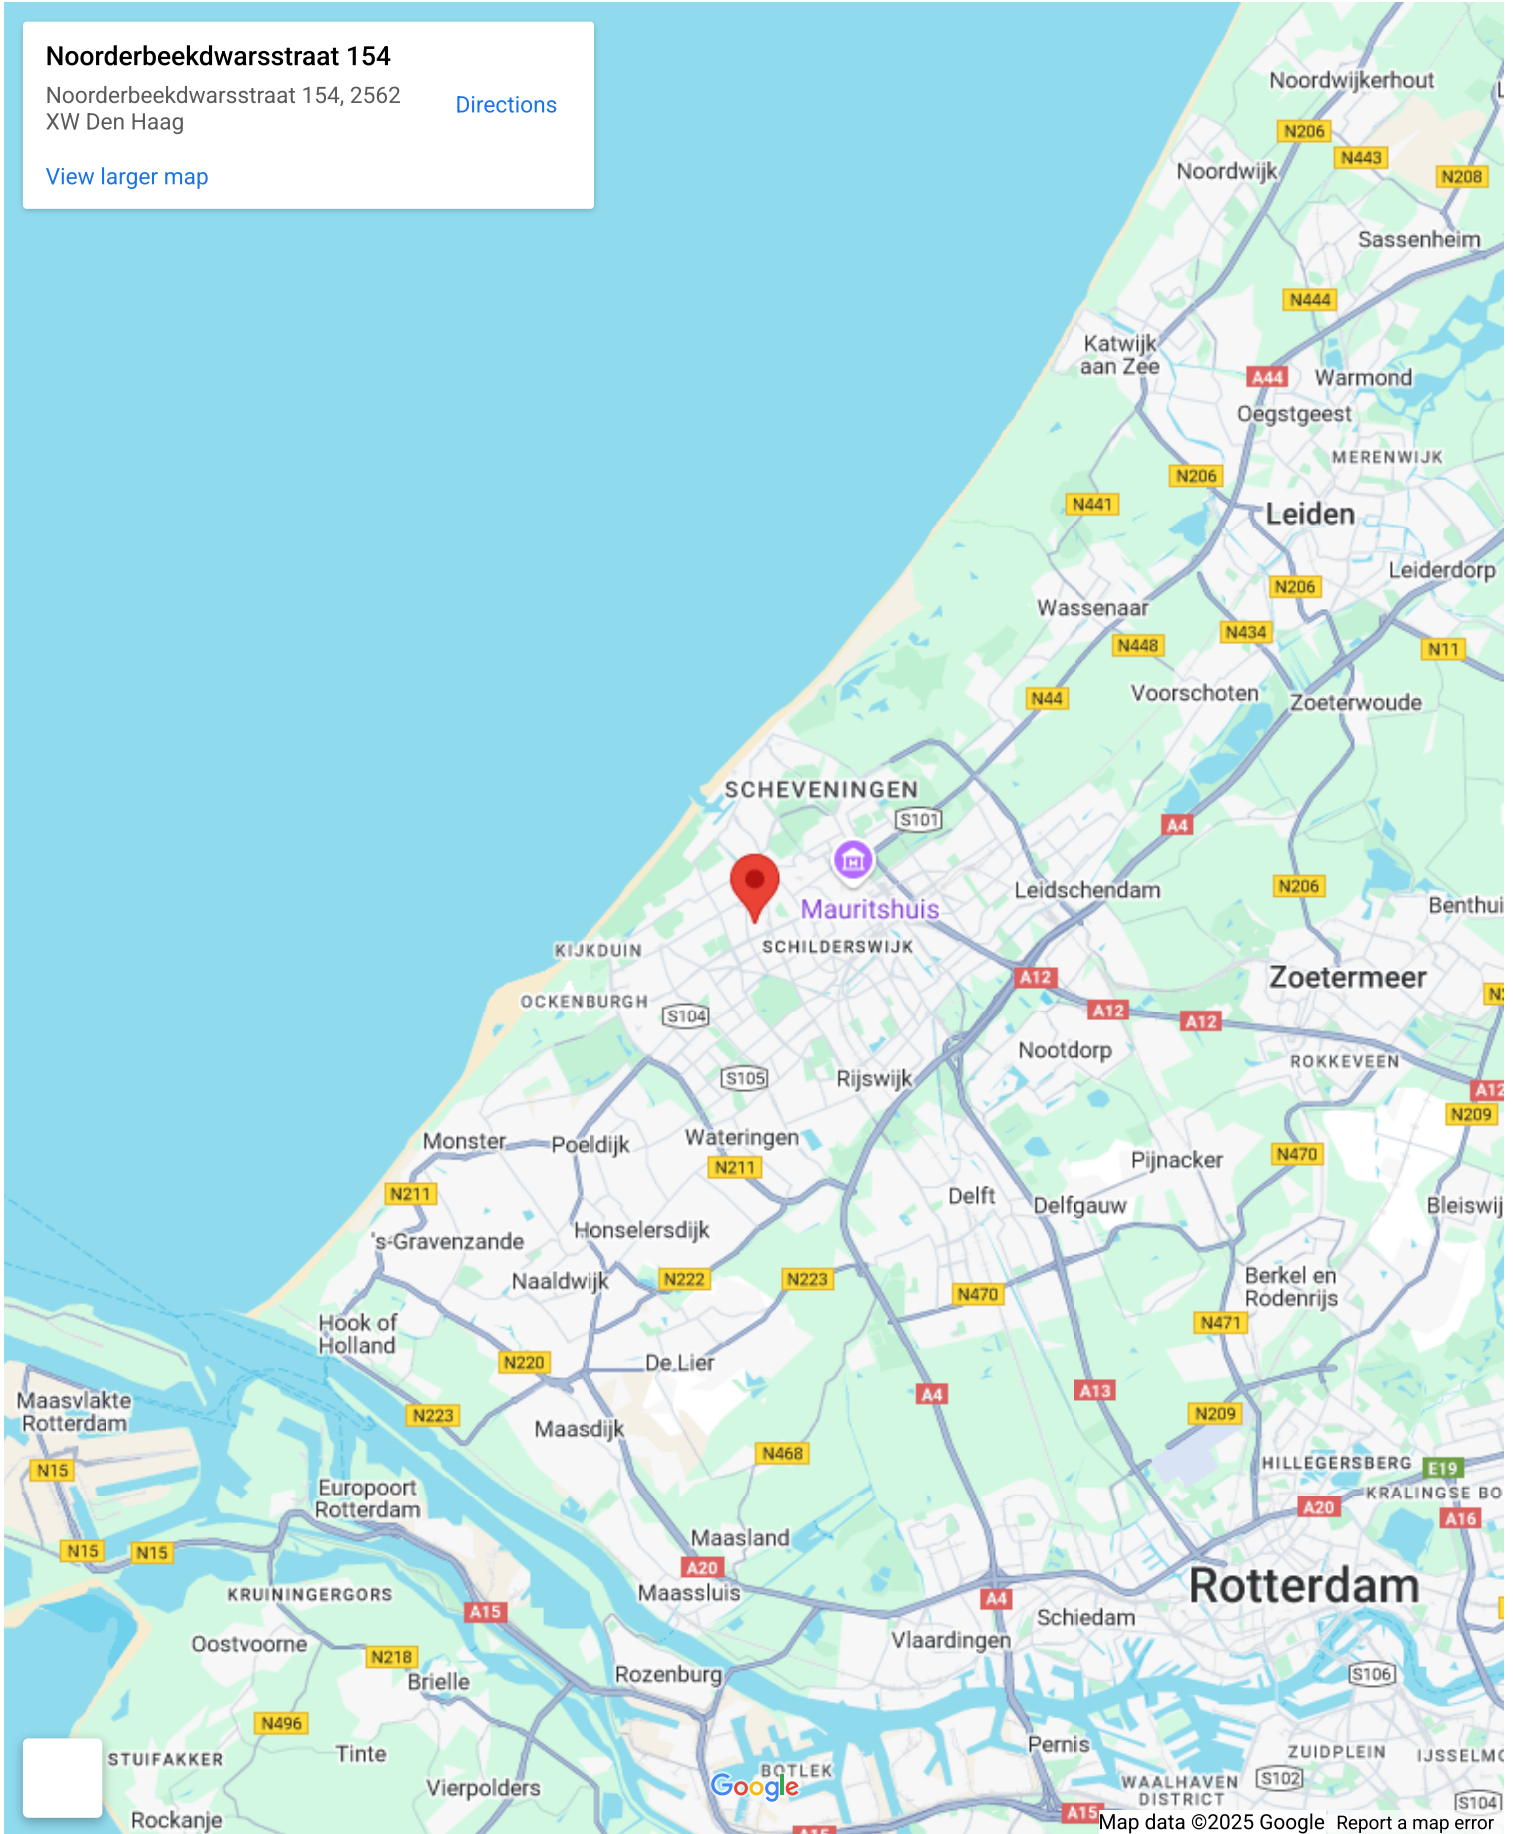 Noorderbeekdwarsstraat 154
Noorderbeekdwarsstraat 154, 2562
XW Den Haag
Directions
View larger map
Noordwijkerhout
N206
N443
Noordwijk
N208
Sassenheim
N444
Katwijk
aan Zee
A44
Warmond
Oegstgeest
MERENWIJK
N206
N441
Leiden
Leiderdorp
N206
Wassenaar
N434
N448
N11
Voorschoten
N44
Zoeterwoude
SCHEVENINGEN
S101
A4
Leidschendam
N206
Mauritshuis
Benthui
SCHILDERSWIJK
KIJKDUIN
A12
Zoetermeer
OCKENBURGH
S104
A12
A12
Nootdorp
ROKKEVEEN
S105
Rijswijk
A12
N209
Monster
Poeldijk
Wateringen
N470
Pijnacker
N211
N211
Delft
Delfgauw
Bleiswij
Honselersdijk
's-Gravenzande
Naaldwijk
N222
N223
Berkel en
Rodenrijs
N470
Hook of
Holland
N471
N220
De Lier
A4
A13
Maasvlakte
Rotterdam
N223
N209
Maasdijk
N468
HILLEGERSBERG
E19
N15
Europoort
Rotterdam
KRALINGSE BO
A20
A16
Maasland
N15
N15
A20
Rotterdam
KRUININGERGORS
Maassluis
A4
A15
Schiedam
Oostvoorne
Vlaardingen
N218
Rozenburg
S106
Brielle
N496
Pernis
STUIFAKKER
Tinte
ZUIDPLEIN
IJSSELMO
BOTLEK
Google
Vierpolders
WAALHAVEN
DISTRICT
S102
S104
A15
Rockanje
A15
Map data ©2025 Google
Report a map error